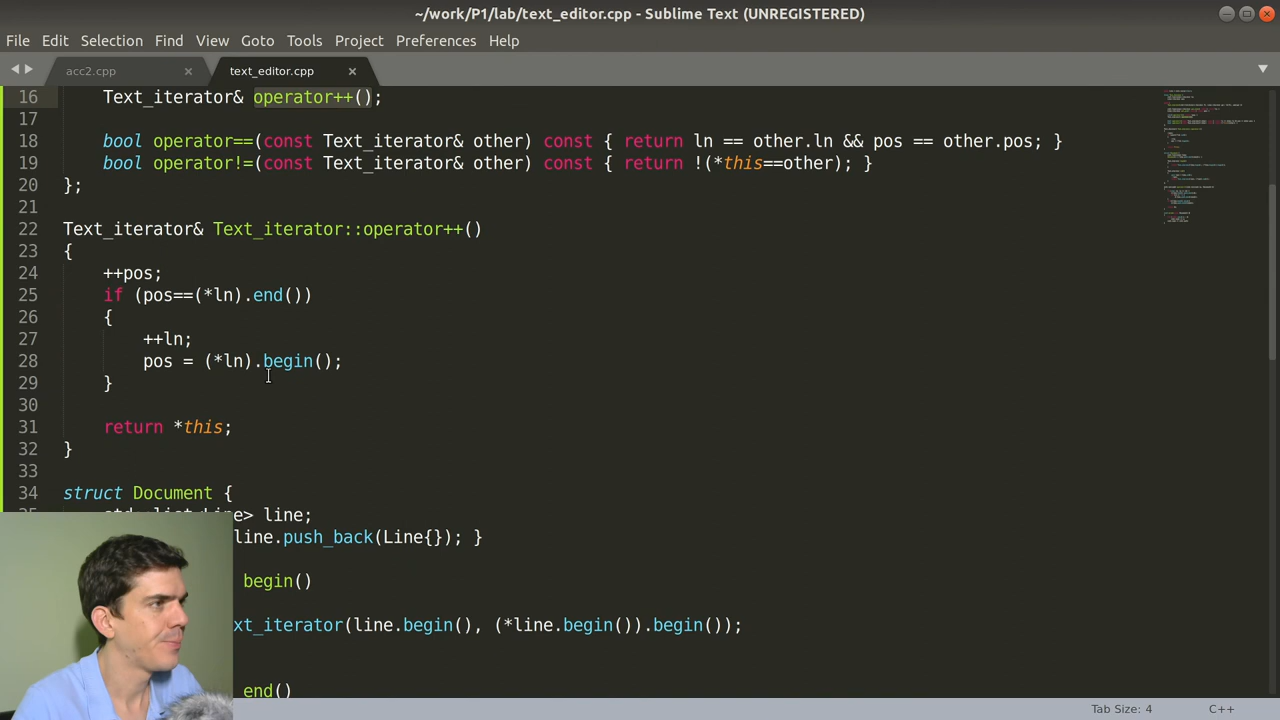 ~/work/P1/lab/text_editor.cpp - Sublime Text (UNREGISTERED)
File Edit Selection Find View Goto Tools Project Preferences Help
acc2.cpp text_editor.cpp
16 Text_iterator& operator++();
17
18 bool operator==(const Text_iterator& other) const { return ln == other.ln && pos == other.pos; }
19 bool operator!=(const Text_iterator& other) const { return !(*this==other); }
20 };
21
22 Text_iterator& Text_iterator::operator++()
23 {
24 ++pos;
25 if (pos==(*ln).end())
26 {
27 ++ln;
28 pos = (*ln).begin();
29 }
30
31 return *this;
32 }
33
34 struct Document {
line;
line.push_back(Line{}); }
begin()
(line.begin(), (*line.begin()).begin());
end()
Tab Size: 4 C++